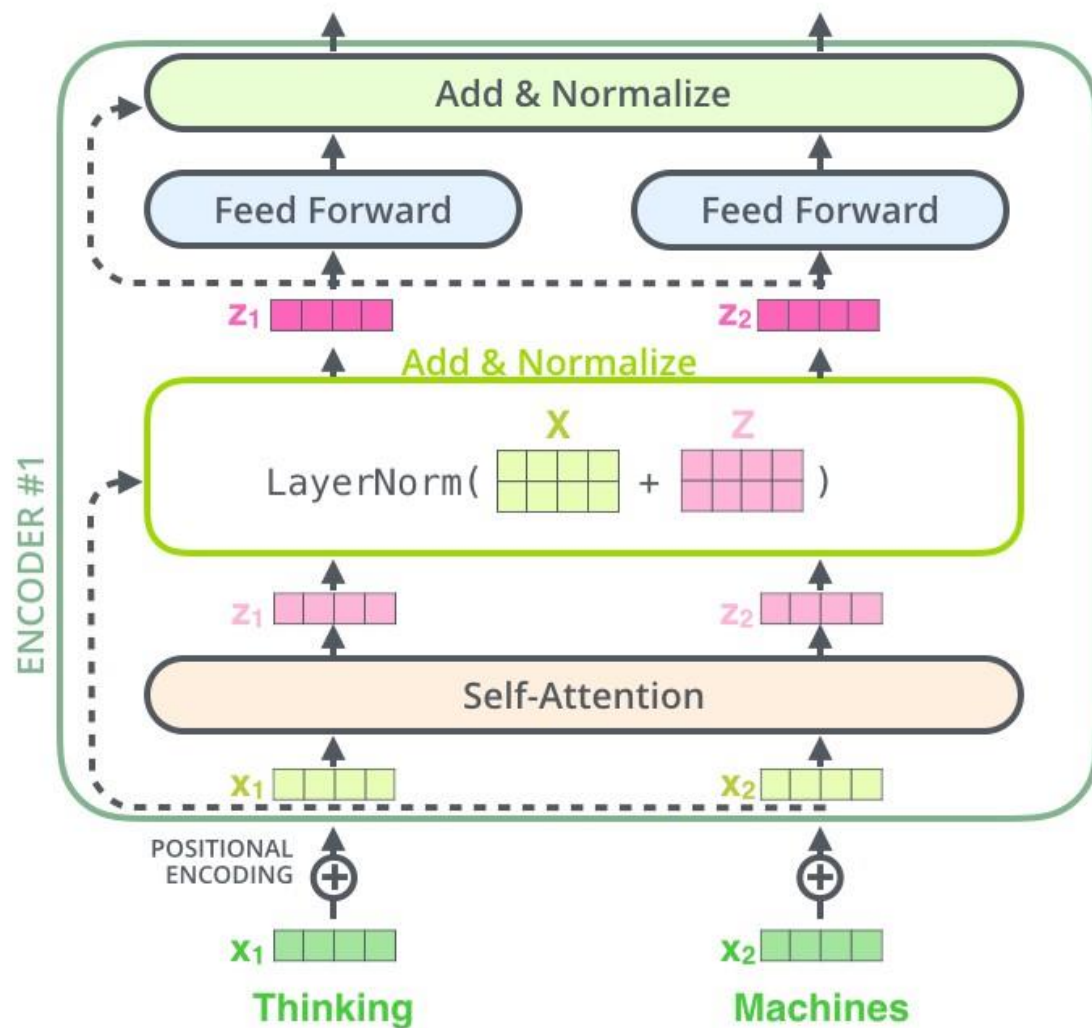 Add & Normalize
Feed Forward
Feed Forward
z1
z2
Add & Normalize
X
Z
LayerNorm( + )
ENCODER #1
z1
z2
Self-Attention
x1
x2
POSITIONAL
ENCODING
x1
x2
Thinking
Machines